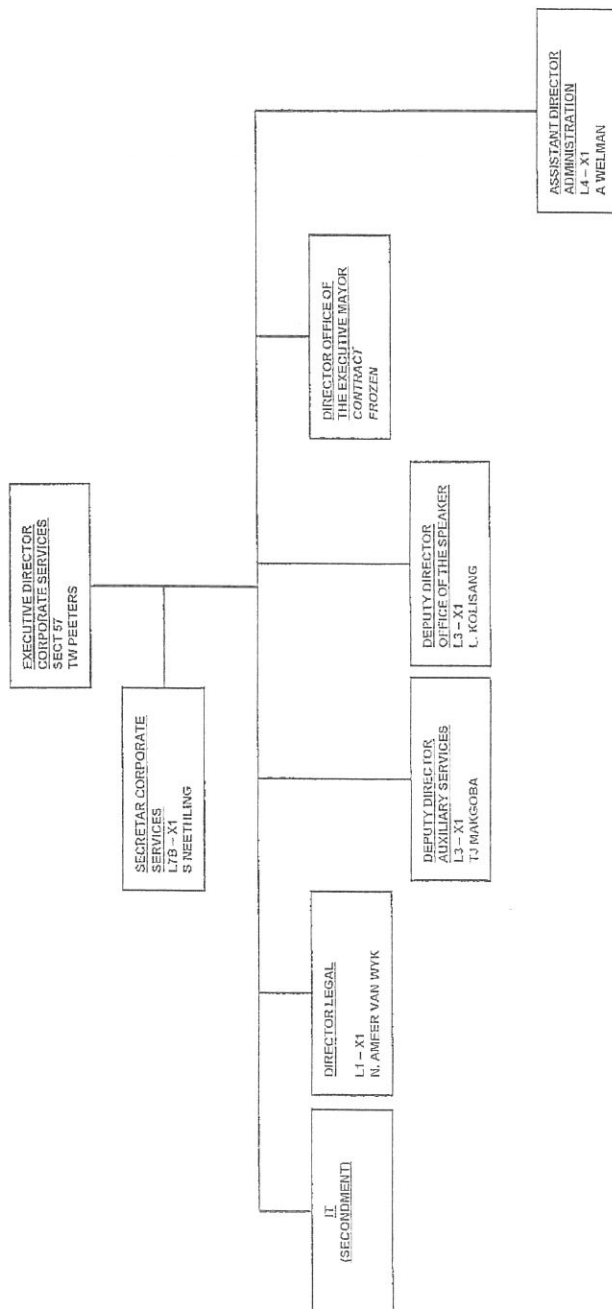 EXECUTIVE DIRECTOR
CORPORATE SERVICES
SECT 57
TW PEETERS
SECRETAR CORPORATE
SERVICES
L7B – X1
S NEETHLING
IT
(SECONDMENT)
DIRECTOR LEGAL
L1 – X1
N. AMEER VAN WYK
DEPUTY DIRECTOR
AUXILIARY SERVICES
L3 – X1
TJ MAKGOBA
DEPUTY DIRECTOR
OFFICE OF THE SPEAKER
L3 – X1
L. KOLISANG
DIRECTOR OFFICE OF
THE EXECUTIVE MAYOR
CONTRACT
FROZEN
ASSISTANT DIRECTOR
ADMINISTRATION
L4 – X1
A WELMAN